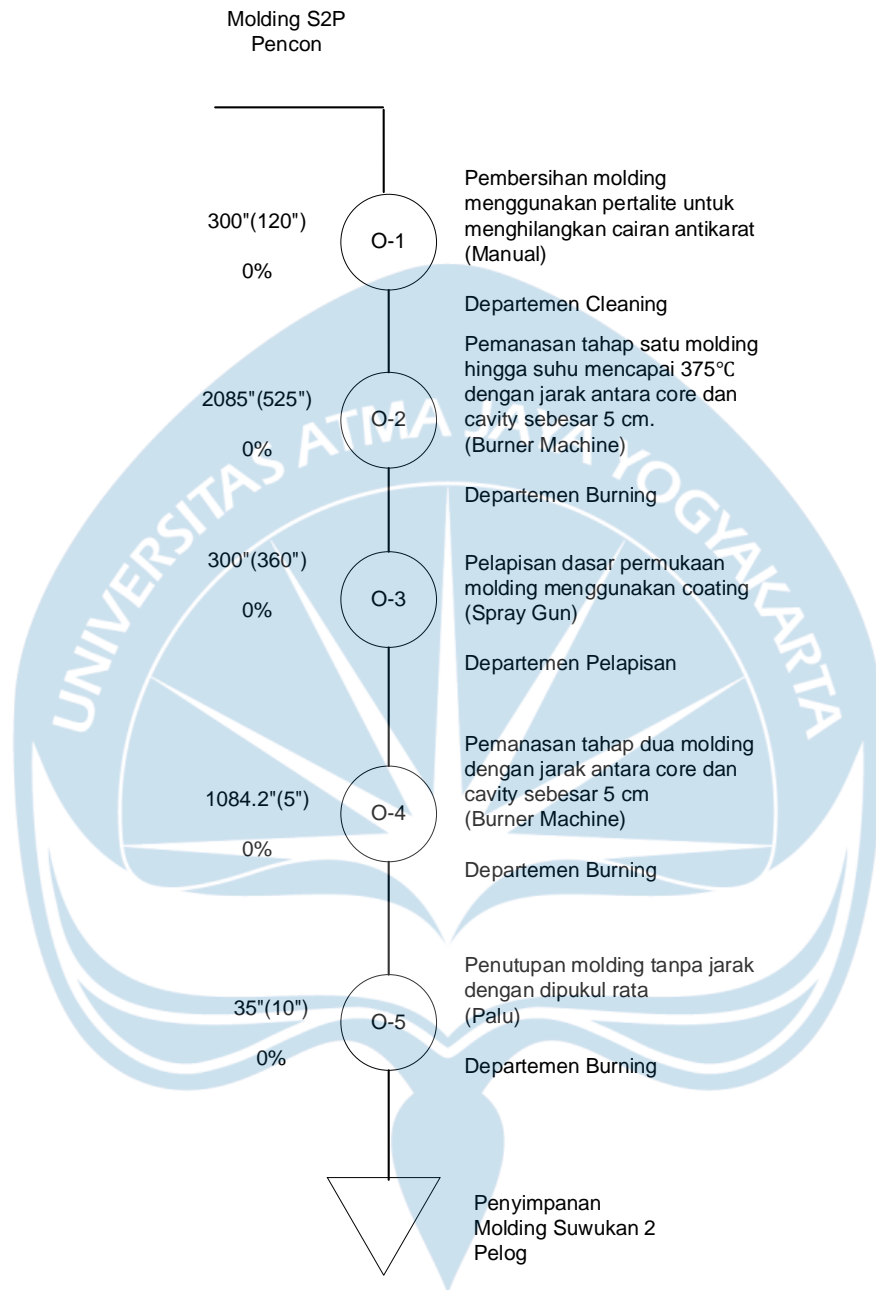 Molding S2P
Pencon
Pembersihan molding
menggunakan pertalite untuk
menghilangkan cairan antikarat
(Manual)
300"(120")
O-1
0%
Departemen Cleaning
Pemanasan tahap satu molding
hingga suhu mencapai 375℃
dengan jarak antara core dan
cavity sebesar 5 cm.
(Burner Machine)
2085"(525")
O-2
0%
Departemen Burning
Pelapisan dasar permukaan
molding menggunakan coating
(Spray Gun)
300"(360")
O-3
0%
Departemen Pelapisan
Pemanasan tahap dua molding
dengan jarak antara core dan
cavity sebesar 5 cm
(Burner Machine)
1084.2"(5")
O-4
0%
Departemen Burning
Penutupan molding tanpa jarak
dengan dipukul rata
(Palu)
35"(10")
O-5
0%
Departemen Burning
Penyimpanan
Molding Suwukan 2
Pelog
UNIVERSITAS ATMA JAYA YOGYAKARTA